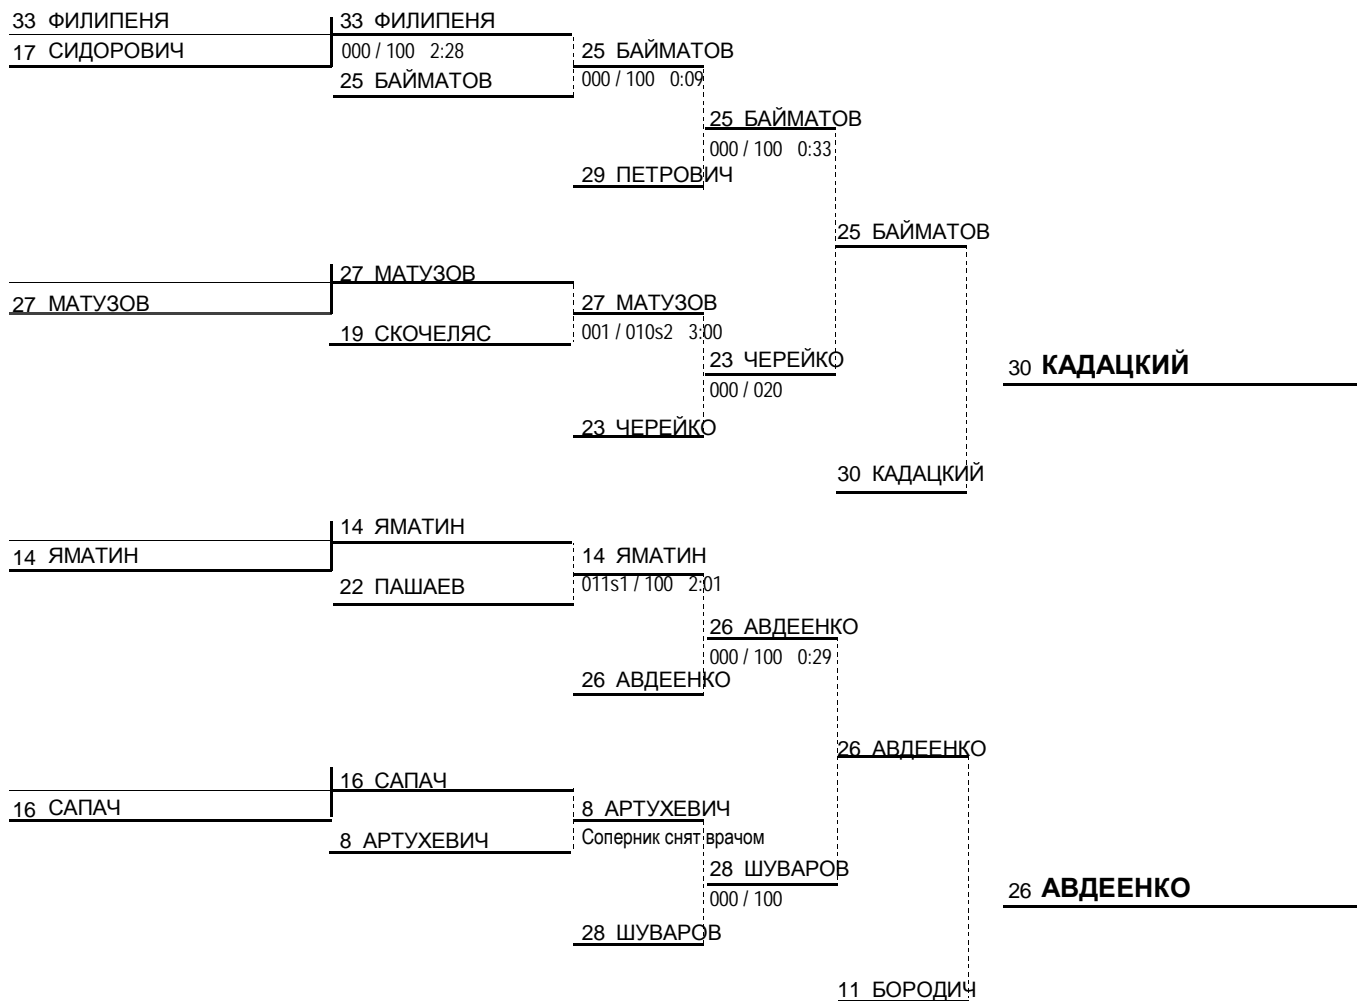 33 ФИЛИПЕНЯ
33 ФИЛИПЕНЯ
17 СИДОРОВИЧ
000 / 100 2:28
25 БАЙМАТОВ
25 БАЙМАТОВ
000 / 100 0:09
25 БАЙМАТОВ
000 / 100 0:33
29 ПЕТРОВИЧ
25 БАЙМАТОВ
27 МАТУЗОВ
27 МАТУЗОВ
27 МАТУЗОВ
19 СКОЧЕЛЯС
001 / 010s2 3:00
23 ЧЕРЕЙКО
000 / 020
30 КАДАЦКИЙ
23 ЧЕРЕЙКО
30 КАДАЦКИЙ
14 ЯМАТИН
14 ЯМАТИН
14 ЯМАТИН
22 ПАШАЕВ
011s1 / 100 2:01
26 АВДЕЕНКО
000 / 100 0:29
26 АВДЕЕНКО
26 АВДЕЕНКО
16 САПАЧ
16 САПАЧ
8 АРТУХЕВИЧ
8 АРТУХЕВИЧ
Соперник снят врачом
28 ШУВАРОВ
000 / 100
26 АВДЕЕНКО
28 ШУВАРОВ
11 БОРОДИЧ